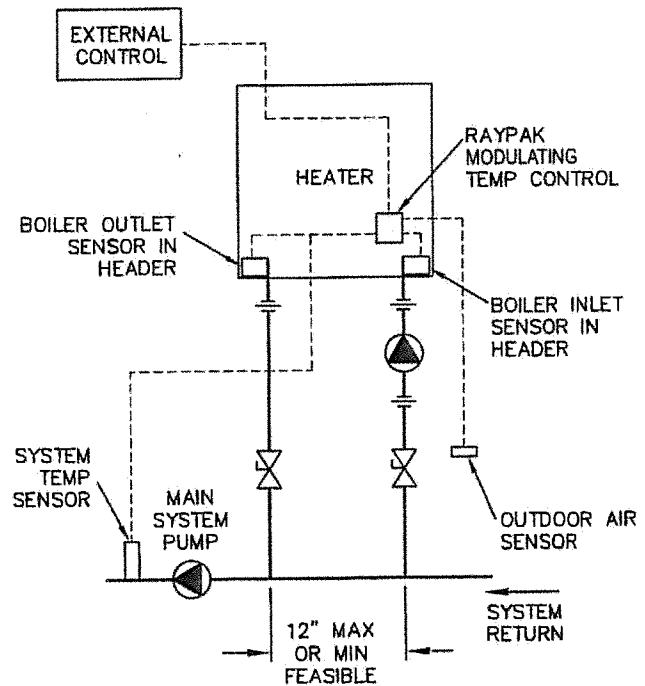 EXTERNAL
CONTROL
HEATER
RAYPAK
MODULATING
TEMP CONTROL
BOILER OUTLET
SENSOR IN
HEADER
BOILER INLET
SENSOR IN
HEADER
SYSTEM
TEMP
SENSOR
MAIN
SYSTEM
PUMP
OUTDOOR AIR
SENSOR
SYSTEM
RETURN
12" MAX
OR MIN
FEASIBLE